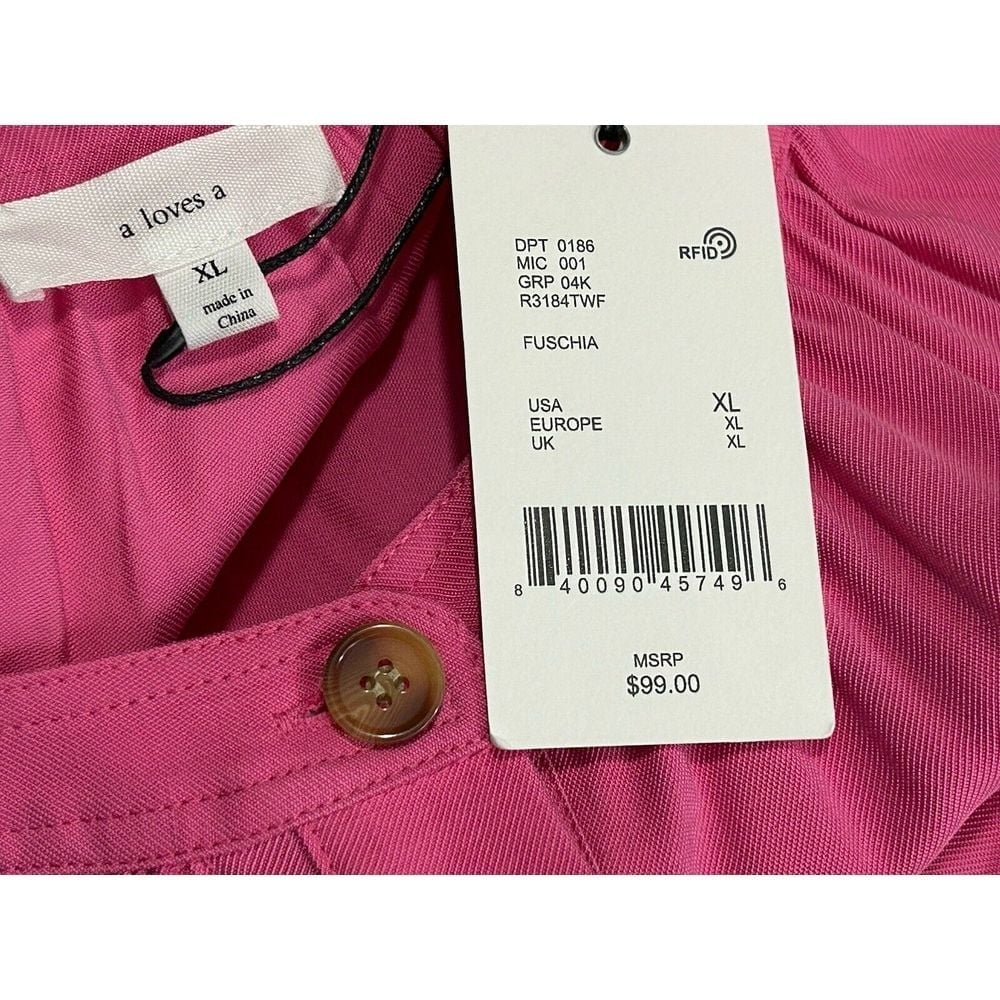 a loves a
XL
made in
China
DPT 0186
MIC 001
GRP 04K
R3184TWF
RFID
FUSCHIA
USA XL
EUROPE XL
UK XL
8 40090 45749 6
MSRP
$99.00